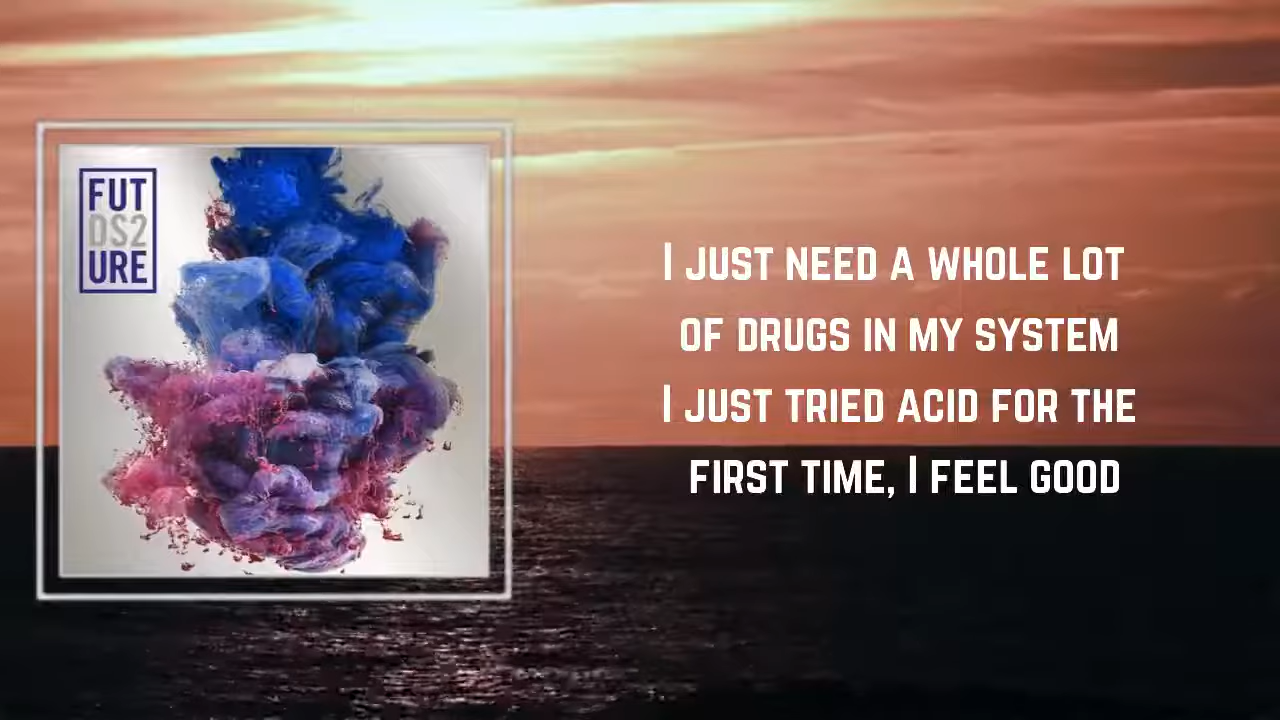 FUT
DS2
URE
I JUST NEED A WHOLE LOT
OF DRUGS IN MY SYSTEM
I JUST TRIED ACID FOR THE
FIRST TIME, I FEEL GOOD